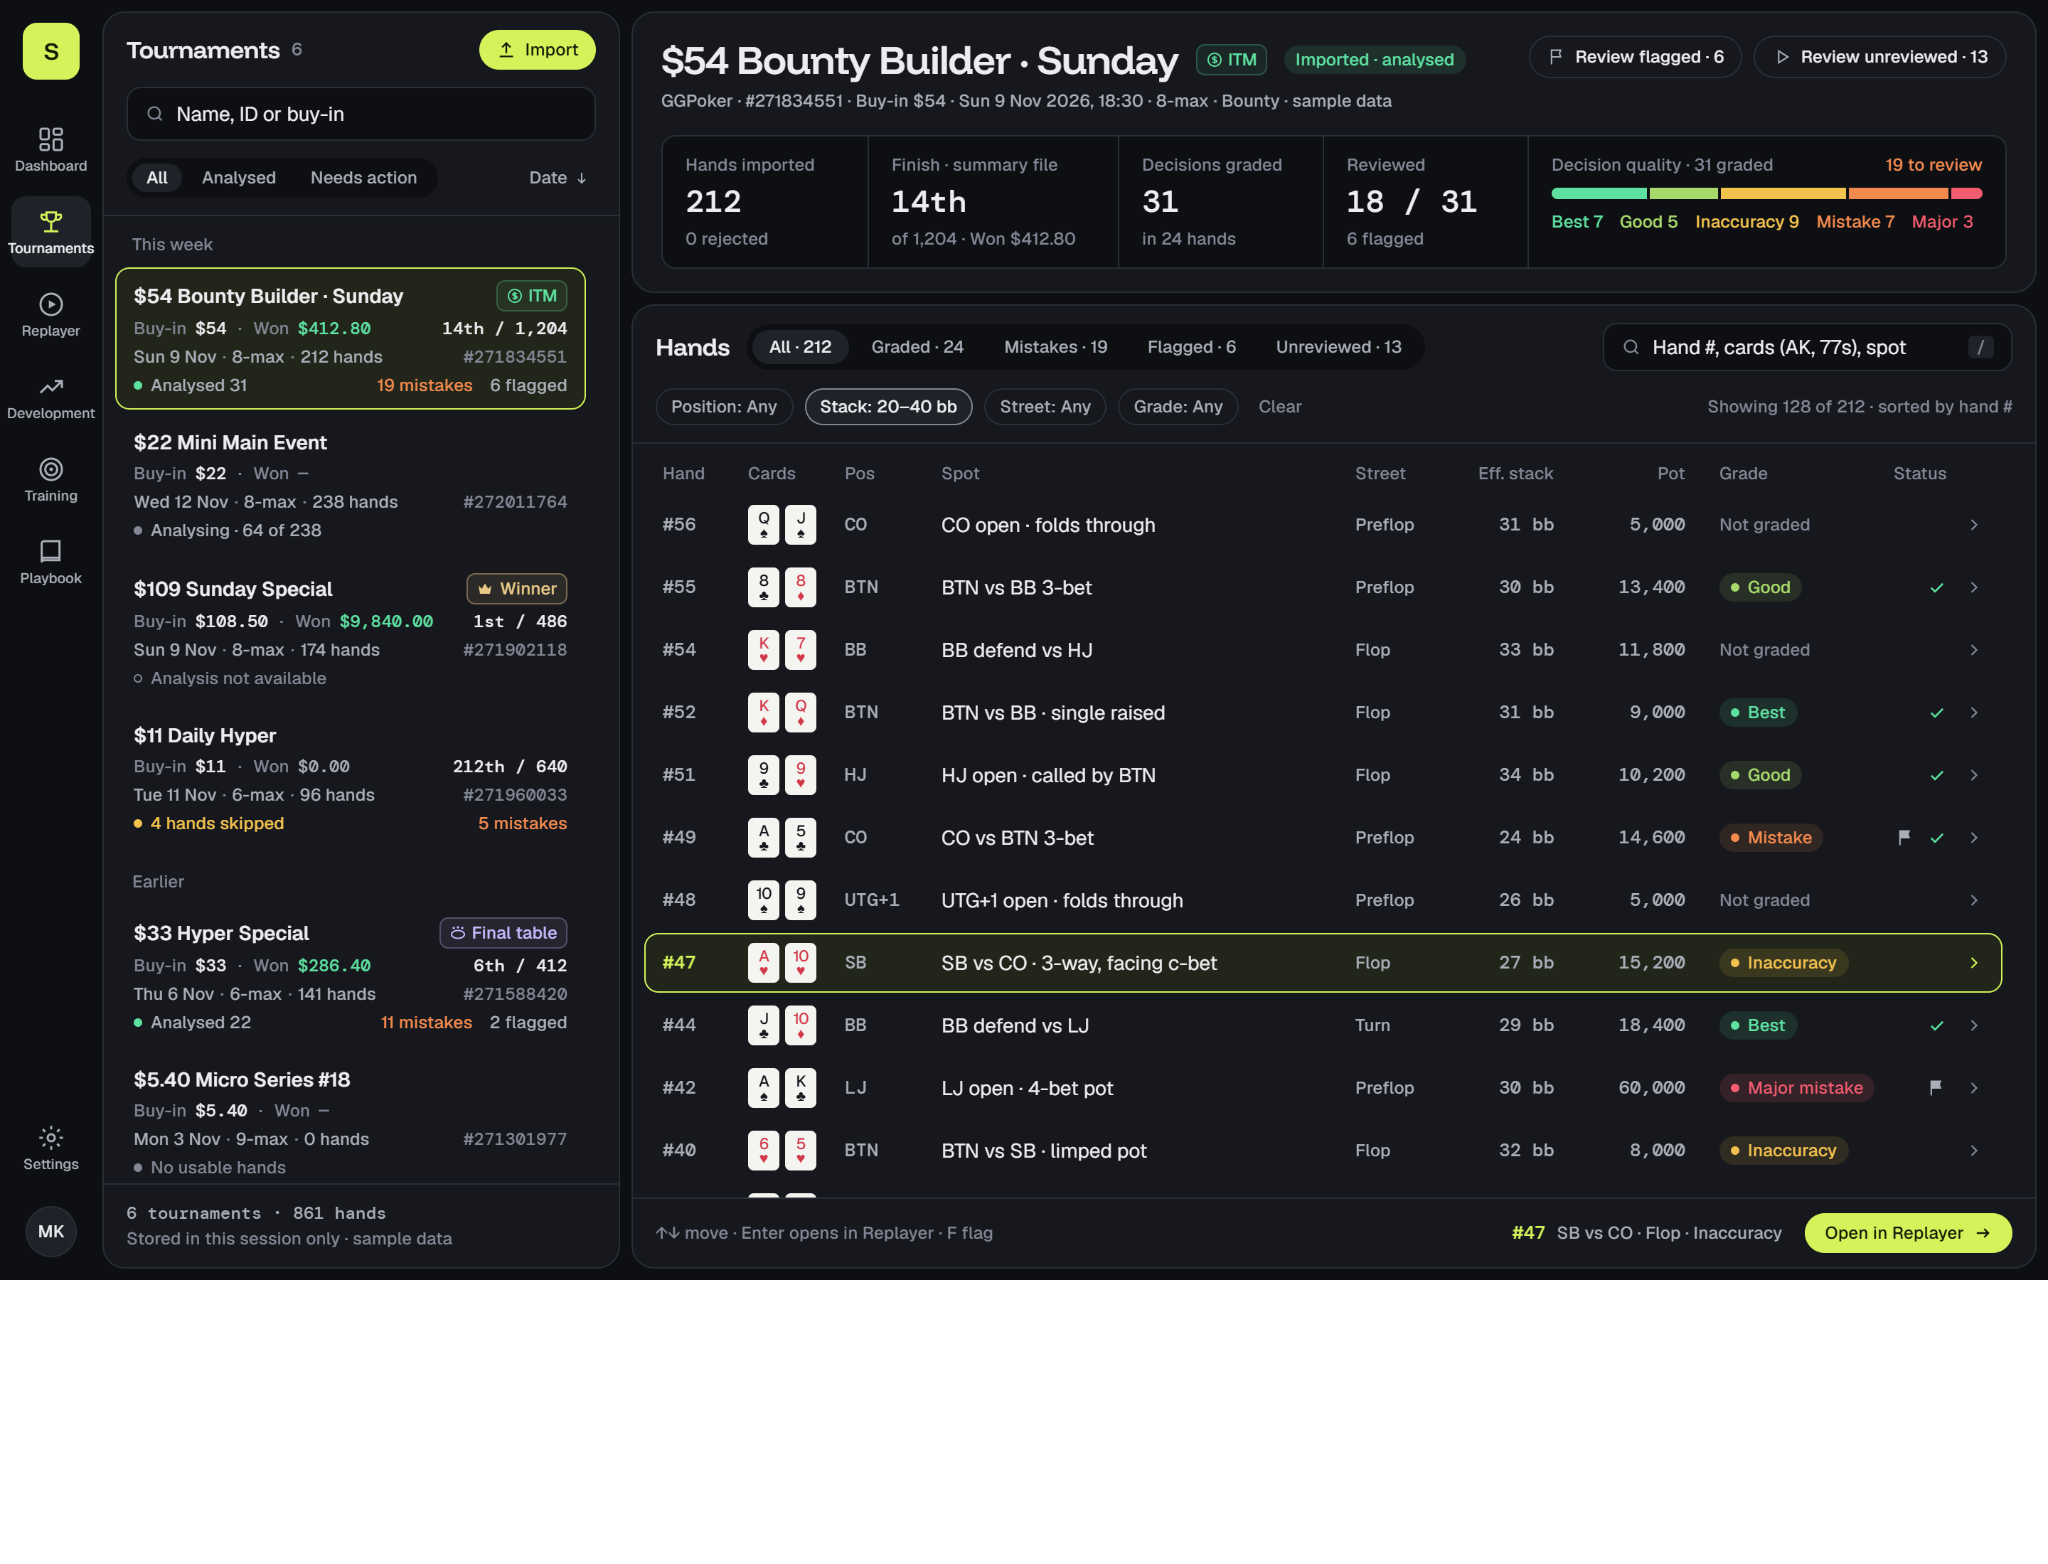 S
Dashboard
Tournaments
Replayer
Development
Training
Playbook
Settings
MK
Tournaments 6
Import
Name, ID or buy-in
All Analysed Needs action Date ↓
This week
$54 Bounty Builder · Sunday ITM
Buy-in $54 · Won $412.80 14th / 1,204
Sun 9 Nov · 8-max · 212 hands #271834551
Analysed 31 19 mistakes 6 flagged
$22 Mini Main Event
Buy-in $22 · Won —
Wed 12 Nov · 8-max · 238 hands #272011764
Analysing · 64 of 238
$109 Sunday Special Winner
Buy-in $108.50 · Won $9,840.00 1st / 486
Sun 9 Nov · 8-max · 174 hands #271902118
Analysis not available
$11 Daily Hyper
Buy-in $11 · Won $0.00 212th / 640
Tue 11 Nov · 6-max · 96 hands #271960033
4 hands skipped 5 mistakes
Earlier
$33 Hyper Special Final table
Buy-in $33 · Won $286.40 6th / 412
Thu 6 Nov · 6-max · 141 hands #271588420
Analysed 22 11 mistakes 2 flagged
$5.40 Micro Series #18
Buy-in $5.40 · Won —
Mon 3 Nov · 9-max · 0 hands #271301977
No usable hands
6 tournaments · 861 hands
Stored in this session only · sample data
$54 Bounty Builder · Sunday ITM Imported · analysed
Review flagged · 6 Review unreviewed · 13
GGPoker · #271834551 · Buy-in $54 · Sun 9 Nov 2026, 18:30 · 8-max · Bounty · sample data
Hands imported
212
0 rejected
Finish · summary file
14th
of 1,204 · Won $412.80
Decisions graded
31
in 24 hands
Reviewed
18 / 31
6 flagged
Decision quality · 31 graded 19 to review
Best 7 Good 5 Inaccuracy 9 Mistake 7 Major 3
Hands All · 212 Graded · 24 Mistakes · 19 Flagged · 6 Unreviewed · 13
Hand #, cards (AK, 77s), spot /
Position: Any Stack: 20–40 bb Street: Any Grade: Any Clear
Showing 128 of 212 · sorted by hand #
Hand Cards Pos Spot Street Eff. stack Pot Grade Status
#56 Q♠ J♠ CO CO open · folds through Preflop 31 bb 5,000 Not graded
#55 8♣ 8♦ BTN BTN vs BB 3-bet Preflop 30 bb 13,400 Good
#54 K♥ 7♥ BB BB defend vs HJ Flop 33 bb 11,800 Not graded
#52 K♦ Q♦ BTN BTN vs BB · single raised Flop 31 bb 9,000 Best
#51 9♣ 9♥ HJ HJ open · called by BTN Flop 34 bb 10,200 Good
#49 A♣ 5♣ CO CO vs BTN 3-bet Preflop 24 bb 14,600 Mistake
#48 10♠ 9♠ UTG+1 UTG+1 open · folds through Preflop 26 bb 5,000 Not graded
#47 A♥ 10♥ SB SB vs CO · 3-way, facing c-bet Flop 27 bb 15,200 Inaccuracy
#44 J♣ 10♦ BB BB defend vs LJ Turn 29 bb 18,400 Best
#42 A♠ K♣ LJ LJ open · 4-bet pot Preflop 30 bb 60,000 Major mistake
#40 6♥ 5♥ BTN BTN vs SB · limped pot Flop 32 bb 8,000 Inaccuracy
↑↓ move · Enter opens in Replayer · F flag
#47 SB vs CO · Flop · Inaccuracy
Open in Replayer →